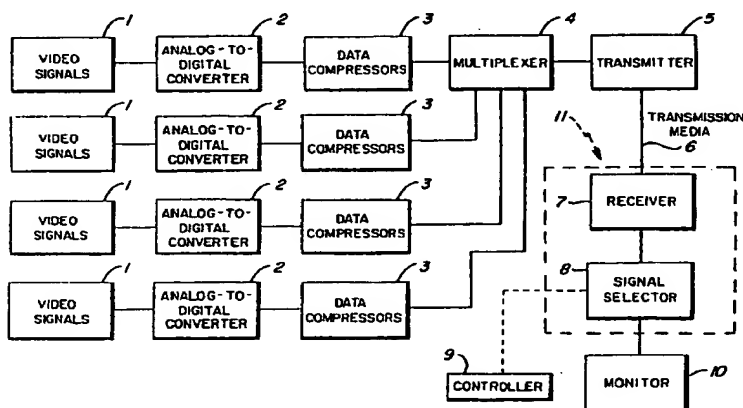 1 2 3 4 5
VIDEO SIGNALS
ANALOG-TO-DIGITAL CONVERTER
DATA COMPRESSORS
MULTIPLEXER
TRANSMITTER
1 2 3
VIDEO SIGNALS
ANALOG-TO-DIGITAL CONVERTER
DATA COMPRESSORS
11
TRANSMISSION MEDIA
6
1 2 3
VIDEO SIGNALS
ANALOG-TO-DIGITAL CONVERTER
DATA COMPRESSORS
7
RECEIVER
1 2 3
VIDEO SIGNALS
ANALOG-TO-DIGITAL CONVERTER
DATA COMPRESSORS
8
SIGNAL SELECTOR
9
CONTROLLER
MONITOR
10